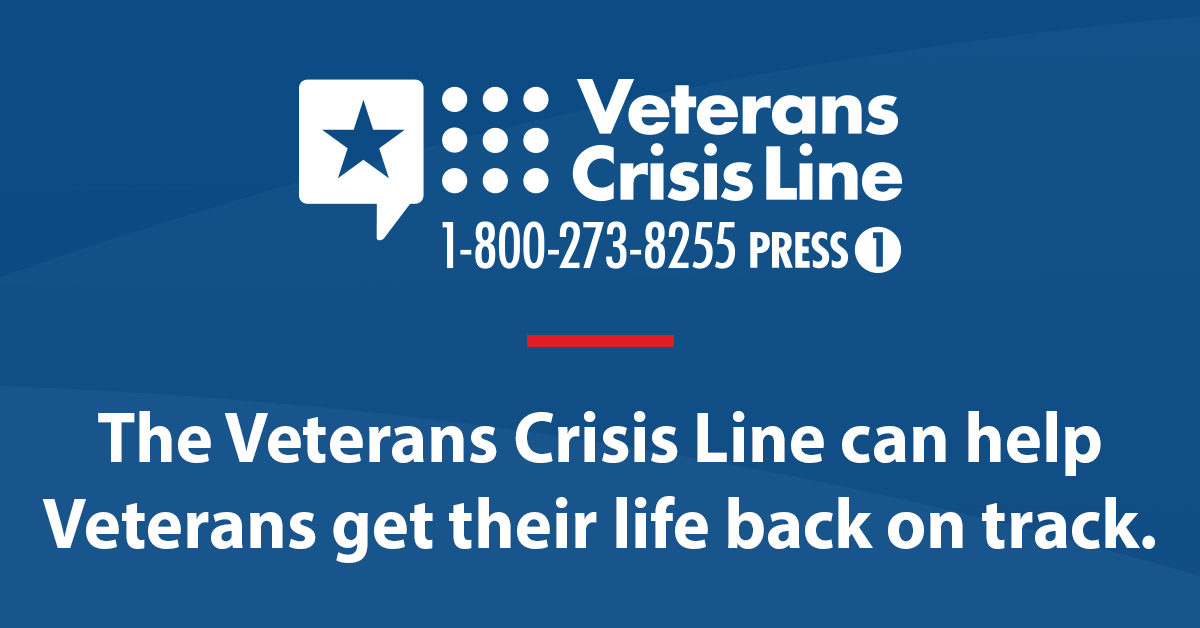 Veterans
Crisis Line
1-800-273-8255 PRESS 1
The Veterans Crisis Line can help
Veterans get their life back on track.